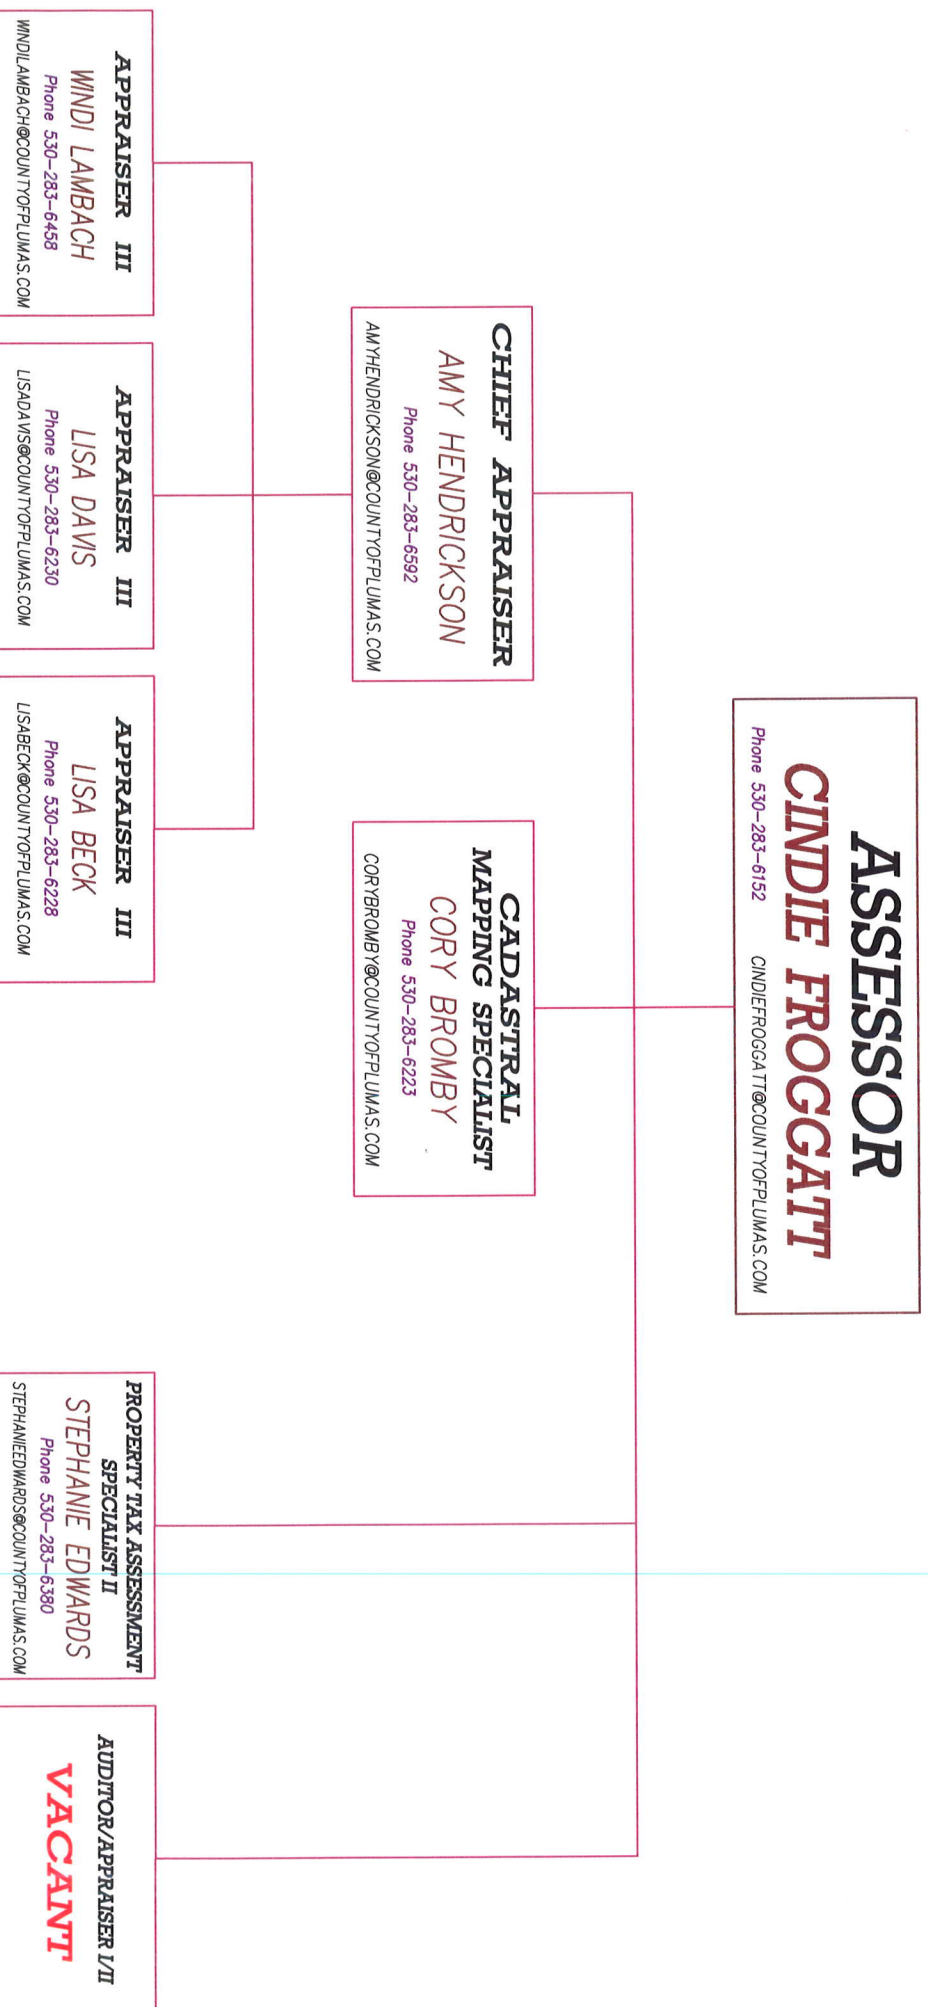 ASSESSOR
CINDIE FROGGATT
Phone 530-283-6152 CINDIEFROGGATT@COUNTYOFPLUMAS.COM
CHIEF APPRAISER
AMY HENDRICKSON
Phone 530-283-6592
AMYHENDRICKSON@COUNTYOFPLUMAS.COM
CADASTRAL
MAPPING SPECIALIST
CORY BROMBY
Phone 530-283-6223
CORYBROMBY@COUNTYOFPLUMAS.COM
APPRAISER III
WINDI LAMBACH
Phone 530-283-6458
WINDILAMBACH@COUNTYOFPLUMAS.COM
APPRAISER III
LISA DAVIS
Phone 530-283-6230
LISADAVIS@COUNTYOFPLUMAS.COM
APPRAISER III
LISA BECK
Phone 530-283-6228
LISABECK@COUNTYOFPLUMAS.COM
PROPERTY TAX ASSESSMENT
SPECIALIST II
STEPHANIE EDWARDS
Phone 530-283-6380
STEPHANIEEDWARDS@COUNTYOFPLUMAS.COM
AUDITOR/APPRAISER I/II
VACANT